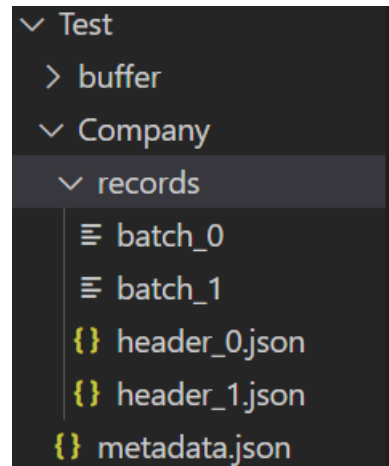 Test
buffer
Company
records
batch_0
batch_1
{} header_0.json
{} header_1.json
{} metadata.json